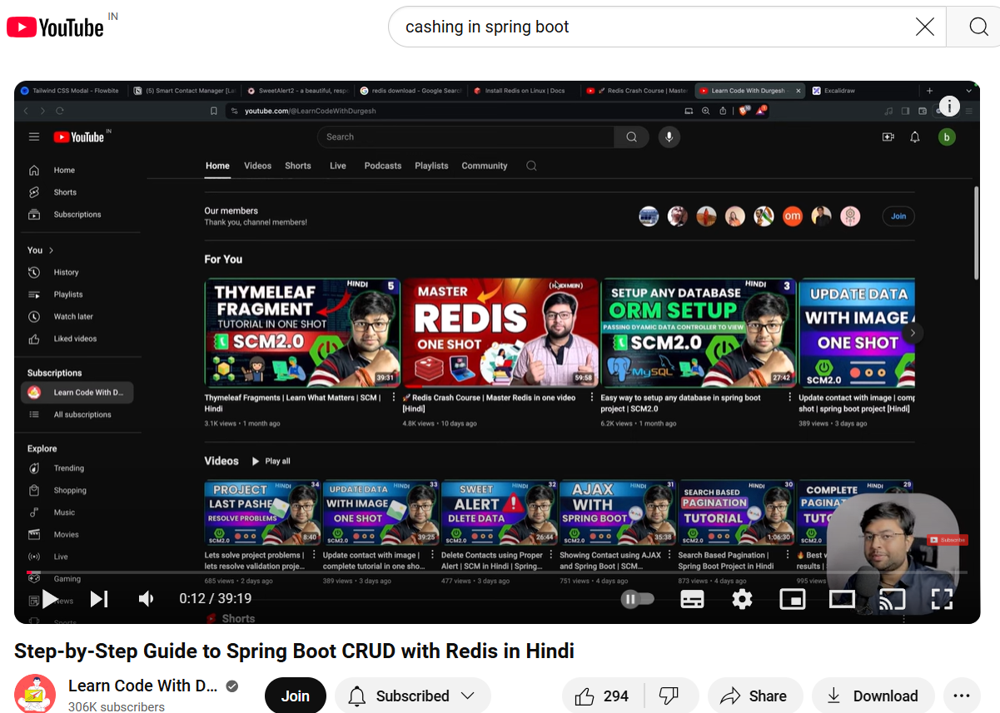 YouTube IN
cashing in spring boot
Tailwind CSS Modal - Flowbite
(5) Smart Contact Manager [La
SweetAlert2 - a beautiful, resp
redis download - Google Search
Install Redis on Linux | Docs
🚀 Redis Crash Course | Master
Learn Code With Durgesh -
Excalidraw
youtube.com/@LearnCodeWithDurgesh
YouTube IN
Search
b
Home Videos Shorts Live Podcasts Playlists Community
Home
Shorts
Subscriptions
You
History
Playlists
Watch later
Liked videos
Subscriptions
Learn Code With D...
All subscriptions
Explore
Trending
Shopping
Music
Movies
Live
Gaming
News
Sports
Our members
Thank you, channel members!
om
Join
For You
THYMELEAF
FRAGMENT
TUTORIAL IN ONE SHOT
SCM2.0
HINDI 5
39:31
Thymeleaf Fragments | Learn What Matters | SCM |
Hindi
3.1K views • 1 month ago
MASTER
REDIS
ONE SHOT
(HINDI MEIN)
59:58
🚀 Redis Crash Course | Master Redis in one video
[Hindi]
4.8K views • 10 days ago
SETUP ANY DATABASE
HINDI 3
ORM SETUP
PASSING DYAMIC DATA CONTROLLER TO VIEW
SCM2.0
MySQL
27:42
Easy way to setup any database in spring boot
project | SCM2.0
6.2K views • 1 month ago
UPDATE DATA
WITH IMAGE
ONE SHOT
SCM2.0
Update contact with image | comp
shot | spring boot project [Hindi]
389 views • 3 days ago
Videos
Play all
PROJECT HINDI 34
LAST PASHE
RESOLVE PROBLEMS
SCM2.0
8:40
Lets solve project problems |
lets resolve validation proje...
685 views • 2 days ago
UPDATE DATA HINDI 33
WITH IMAGE
ONE SHOT
SCM2.0
39:25
Update contact with image |
complete tutorial in one sho...
389 views • 3 days ago
SWEET HINDI 32
ALERT
DLETE DATA
SCM2.0
26:44
Delete Contacts using Proper
Alert | SCM in Hindi | Spring...
477 views • 3 days ago
AJAX HINDI 31
WITH
SPRING BOOT
SCM2.0
35:38
Showing Contact using AJAX
and Spring Boot | SCM...
751 views • 4 days ago
SEARCH BASED HINDI 30
PAGINATION
TUTORIAL
SCM2.0
1:06:30
Search Based Pagination |
Spring Boot Project in Hindi
873 views • 4 days ago
COMPLETE HINDI 29
PAGINAT
TUTO
SCM2.0
🔥 Best w
results |
995 views
Subscribe
Shorts
0:12 / 39:19
Step-by-Step Guide to Spring Boot CRUD with Redis in Hindi
Learn Code With D...
306K subscribers
Join
Subscribed
294
Share
Download